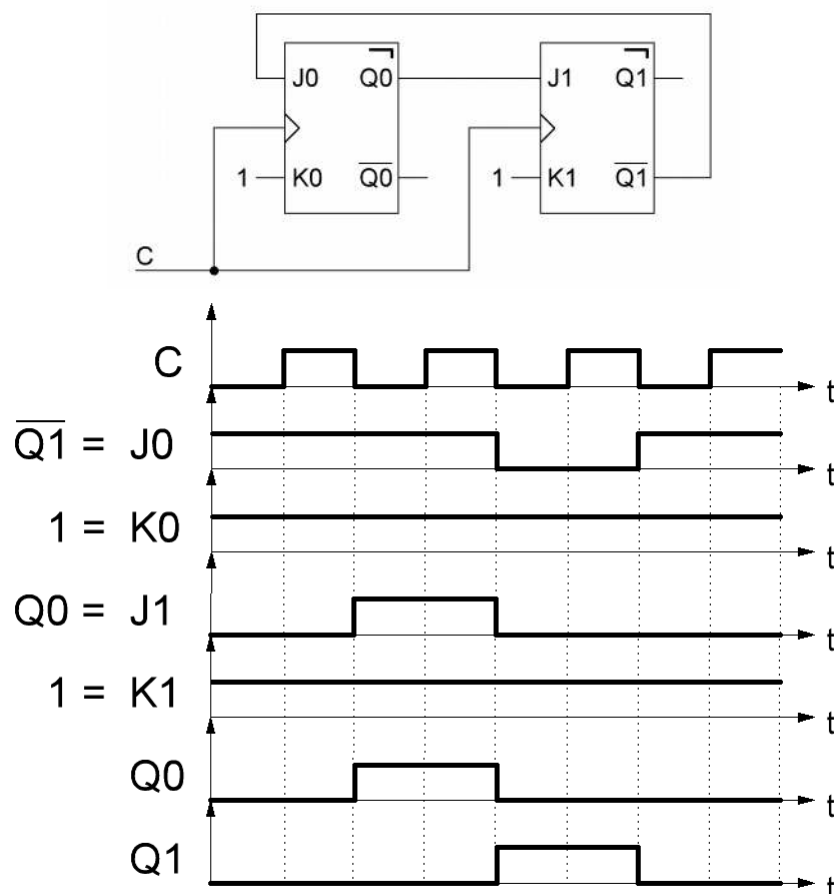 J0 Q0 J1 Q1
1 K0 Q̅0̅ 1 K1 Q̅1̅
C
C t
Q̅1̅ = J0 t
1 = K0 t
Q0 = J1 t
1 = K1 t
Q0 t
Q1 t